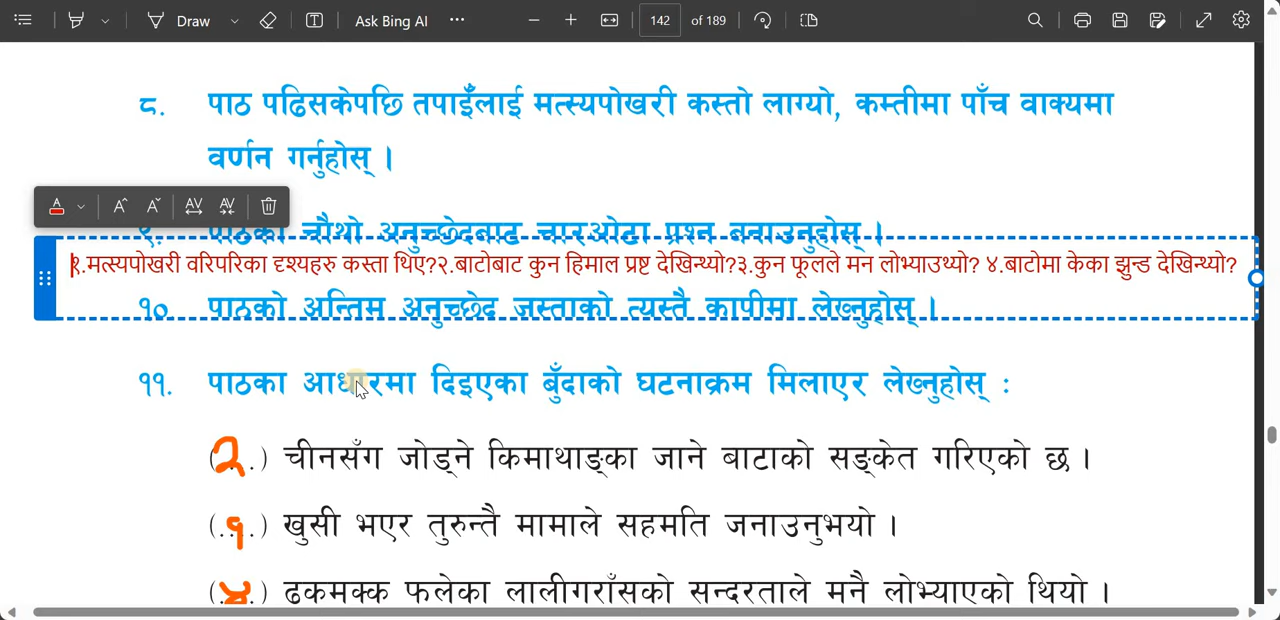 Draw
Ask Bing AI
142 of 189
८. पाठ पढिसकेपछि तपाईँलाई मत्स्यपोखरी कस्तो लाग्यो, कम्तीमा पाँच वाक्यमा
वर्णन गर्नुहोस् ।
९. पाठको चौथो अनुच्छेदबाट चारओटा प्रश्न बनाउनुहोस् ।
१.मत्स्यपोखरी वरिपरिका दृश्यहरु कस्ता थिए?२.बाटोबाट कुन हिमाल प्रष्ट देखिन्थ्यो?३.कुन फूलले मन लोभ्याउथ्यो? ४.बाटोमा केका झुन्ड देखिन्थ्यो?
१०. पाठको अन्तिम अनुच्छेद जस्ताको त्यस्तै कापीमा लेख्नुहोस् ।
११. पाठका आधारमा दिइएका बुँदाको घटनाक्रम मिलाएर लेख्नुहोस् :
(२) चीनसँग जोड्ने किमाथाङ्का जाने बाटाको सङ्केत गरिएको छ ।
(१) खुसी भएर तुरुन्तै मामाले सहमति जनाउनुभयो ।
(४) ढकमक्क फलेका लालीगराँसको सन्दरताले मनै लोभ्याएको थियो ।